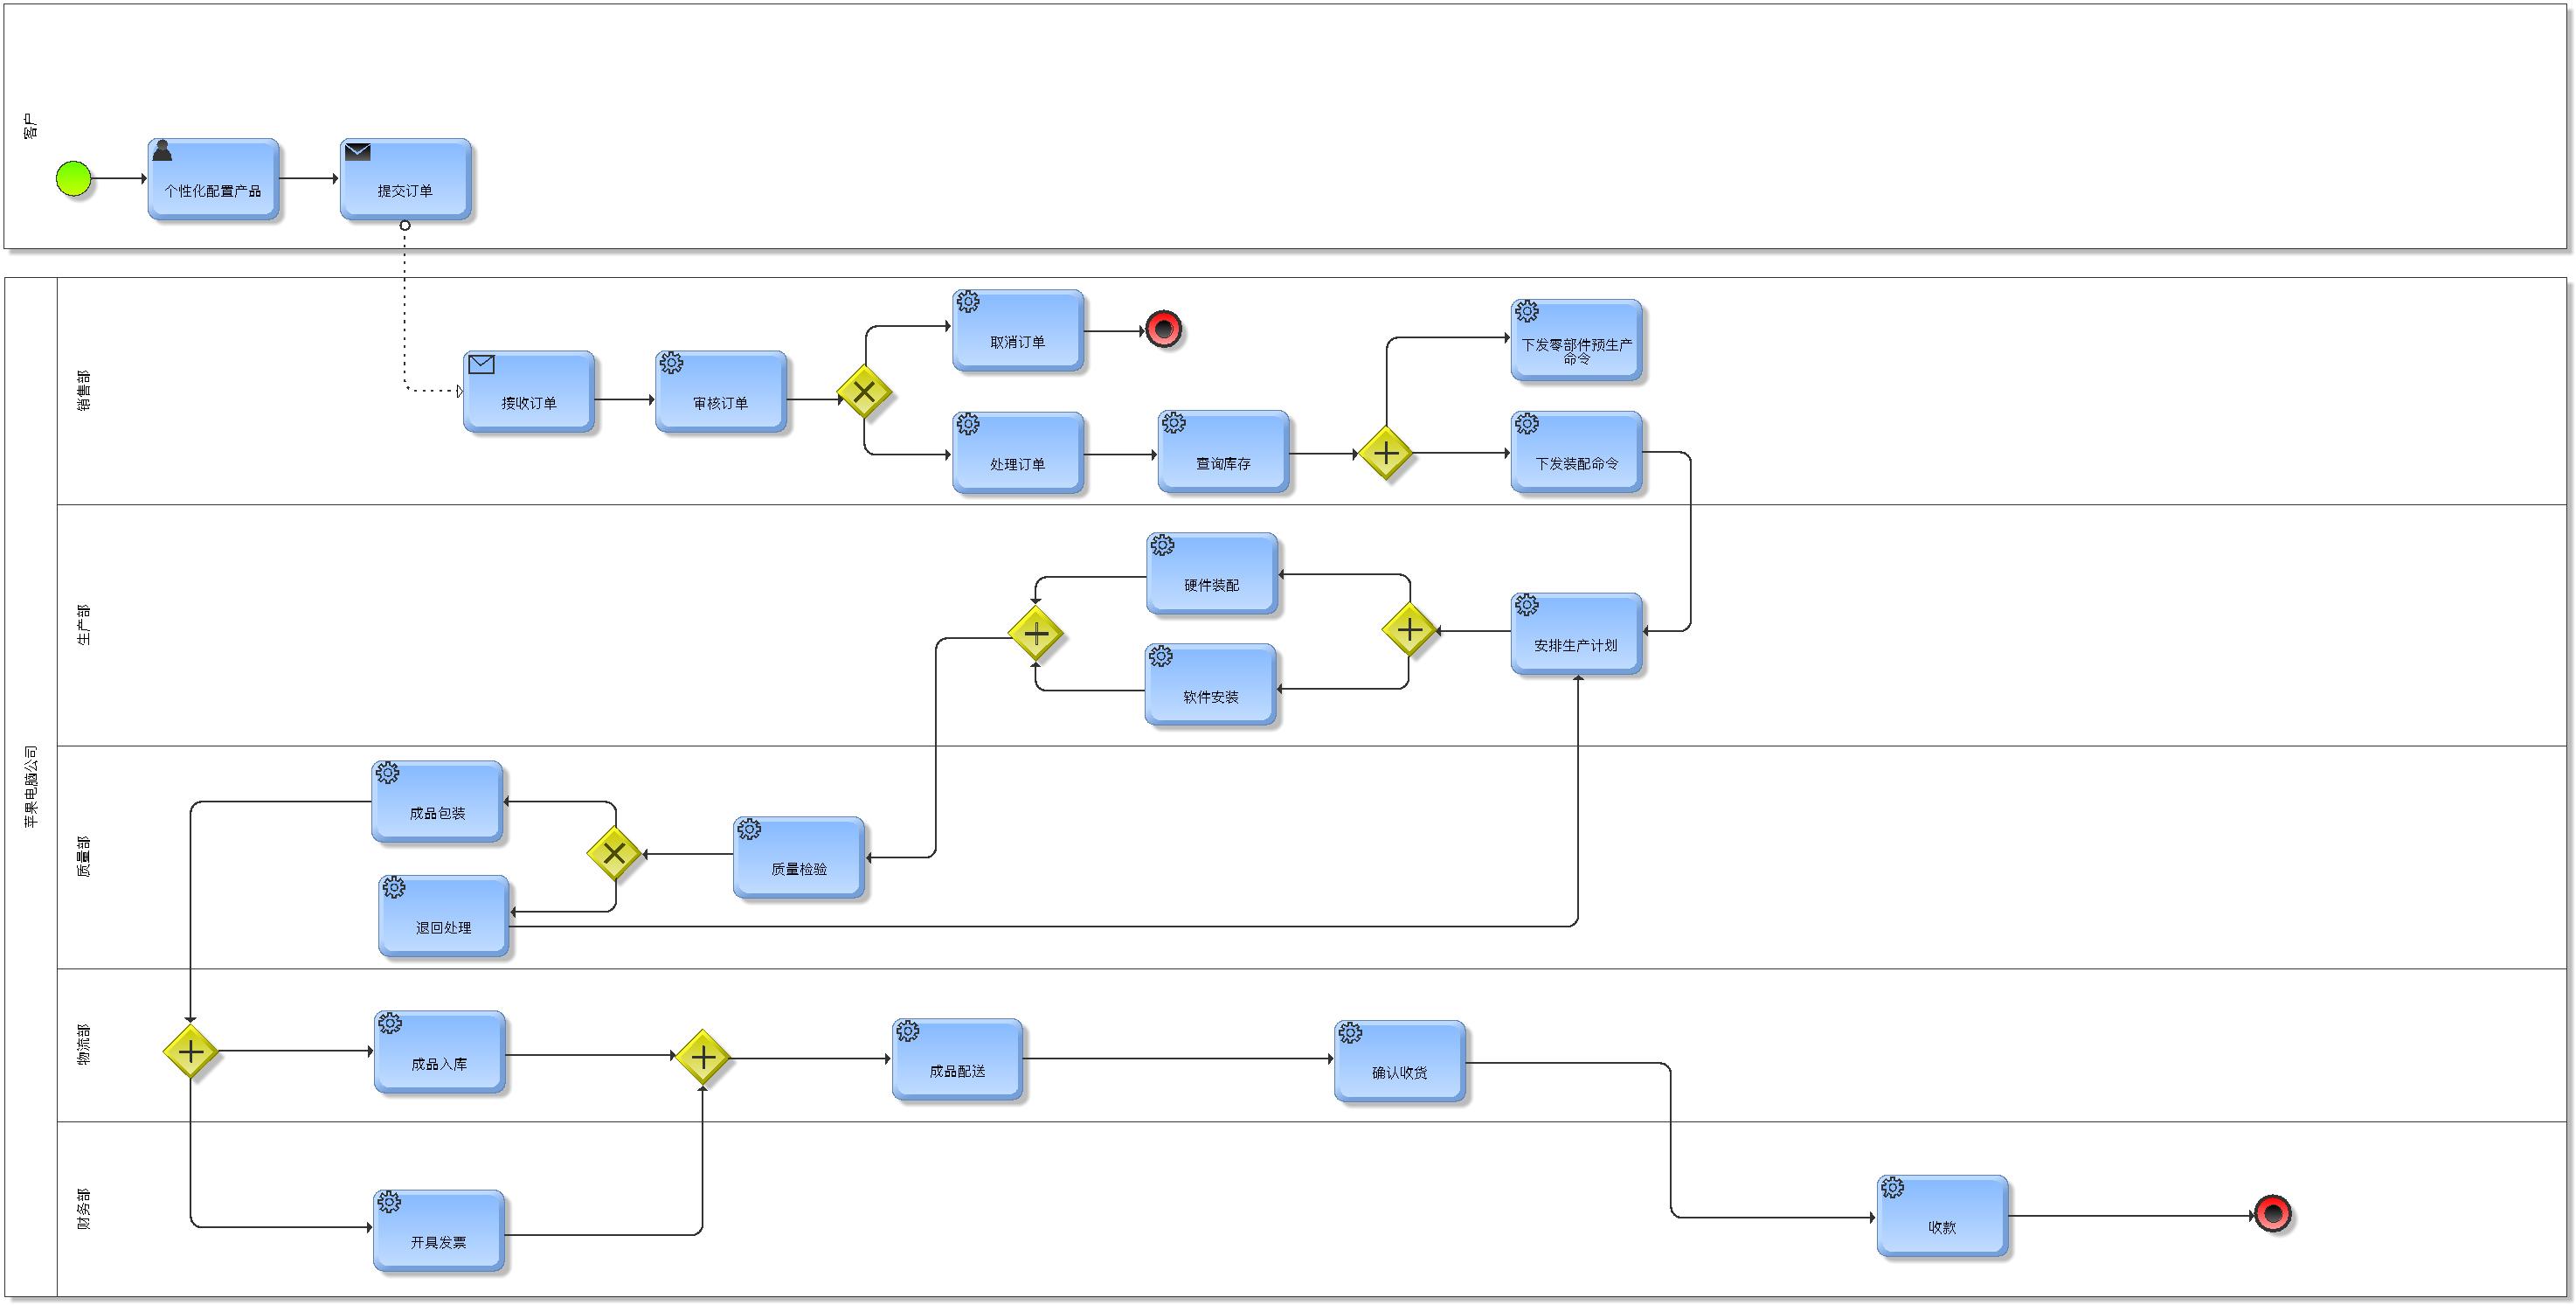 客户
个性化配置产品
提交订单
苹果电脑公司
销售部
接收订单
审核订单
取消订单
处理订单
查询库存
下发零部件预生产
命令
下发装配命令
生产部
硬件装配
软件安装
安排生产计划
质量部
成品包装
退回处理
质量检验
物流部
成品入库
成品配送
确认收货
财务部
开具发票
收款